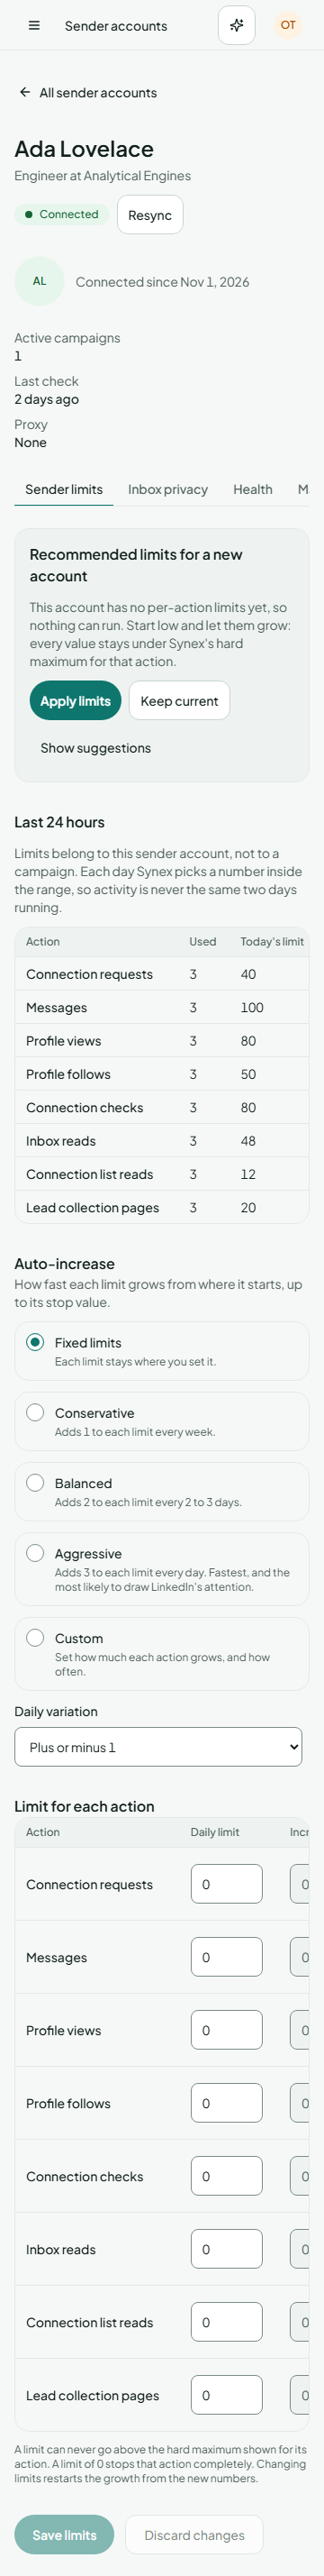 Sender accounts
OT
All sender accounts
Ada Lovelace
Engineer at Analytical Engines
Connected
Resync
AL
Connected since Nov 1, 2026
Active campaigns
1
Last check
2 days ago
Proxy
None
Sender limits Inbox privacy Health
Recommended limits for a new
account
This account has no per-action limits yet, so
nothing can run. Start low and let them grow:
every value stays under Synex's hard
maximum for that action.
Apply limits Keep current
Show suggestions
Last 24 hours
Limits belong to this sender account, not to a
campaign. Each day Synex picks a number inside
the range, so activity is never the same two days
running.
Action Used Today's limit
Connection requests 3 40
Messages 3 100
Profile views 3 80
Profile follows 3 50
Connection checks 3 80
Inbox reads 3 48
Connection list reads 3 12
Lead collection pages 3 20
Auto-increase
How fast each limit grows from where it starts, up
to its stop value.
Fixed limits
Each limit stays where you set it.
Conservative
Adds 1 to each limit every week.
Balanced
Adds 2 to each limit every 2 to 3 days.
Aggressive
Adds 3 to each limit every day. Fastest, and the
most likely to draw LinkedIn's attention.
Custom
Set how much each action grows, and how
often.
Daily variation
Plus or minus 1
Limit for each action
Action Daily limit
Connection requests 0 0
Messages 0 0
Profile views 0 0
Profile follows 0 0
Connection checks 0 0
Inbox reads 0 0
Connection list reads 0 0
Lead collection pages 0 0
A limit can never go above the hard maximum shown for its
action. A limit of 0 stops that action completely. Changing
limits restarts the growth from the new numbers.
Save limits Discard changes